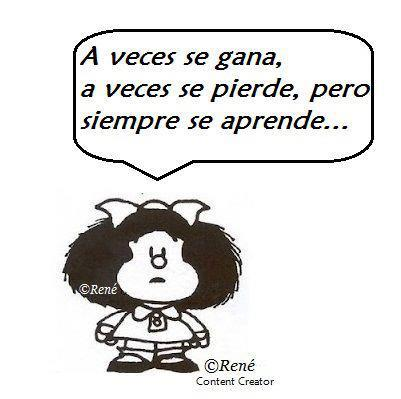 A veces se gana,
a veces se pierde, pero
siempre se aprende...
©René
©René
Content Creator